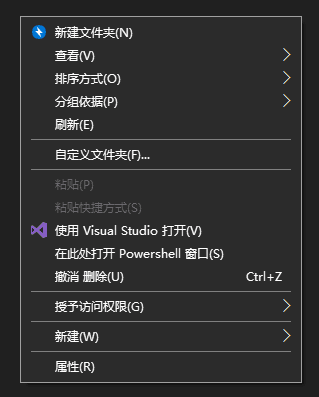 新建文件夹(N)
查看(V)
排序方式(O)
分组依据(P)
刷新(E)
自定义文件夹(F)...
粘贴(P)
粘贴快捷方式(S)
使用 Visual Studio 打开(V)
在此处打开 Powershell 窗口(S)
撤消 删除(U) Ctrl+Z
授予访问权限(G)
新建(W)
属性(R)